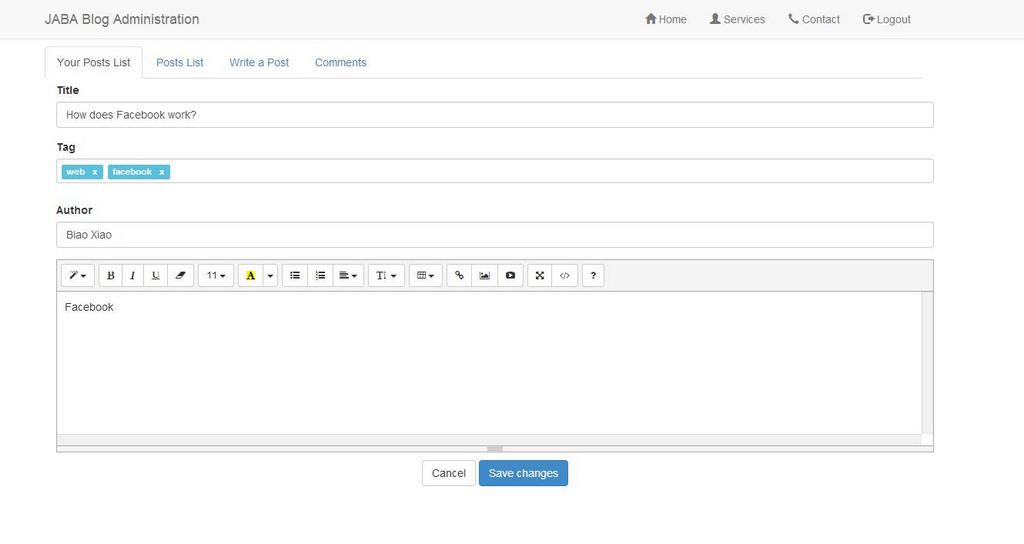 JABA Blog Administration Home Services Contact Logout
Your Posts List Posts List Write a Post Comments
Title
How does Facebook work?
Tag
web x facebook x
Author
Biao Xiao
B I U 11 A T ?
Facebook
Cancel Save changes